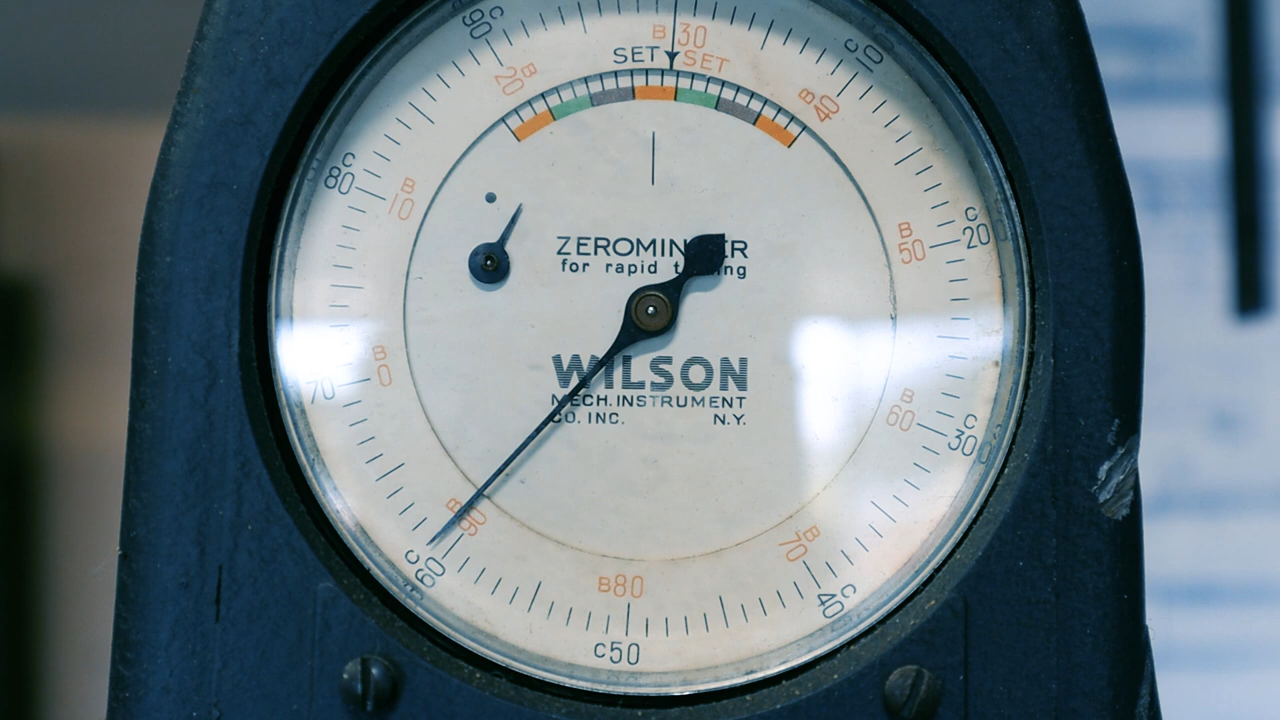 C90
C10
B30
SET SET
B20
B40
C80
B10
B50
C20
ZEROMINDER
for rapid
WILSON
MECH. INSTRUMENT
CO. INC. N.Y.
B0
70
B60
C30
B90
B70
C60
B80
C40
C50